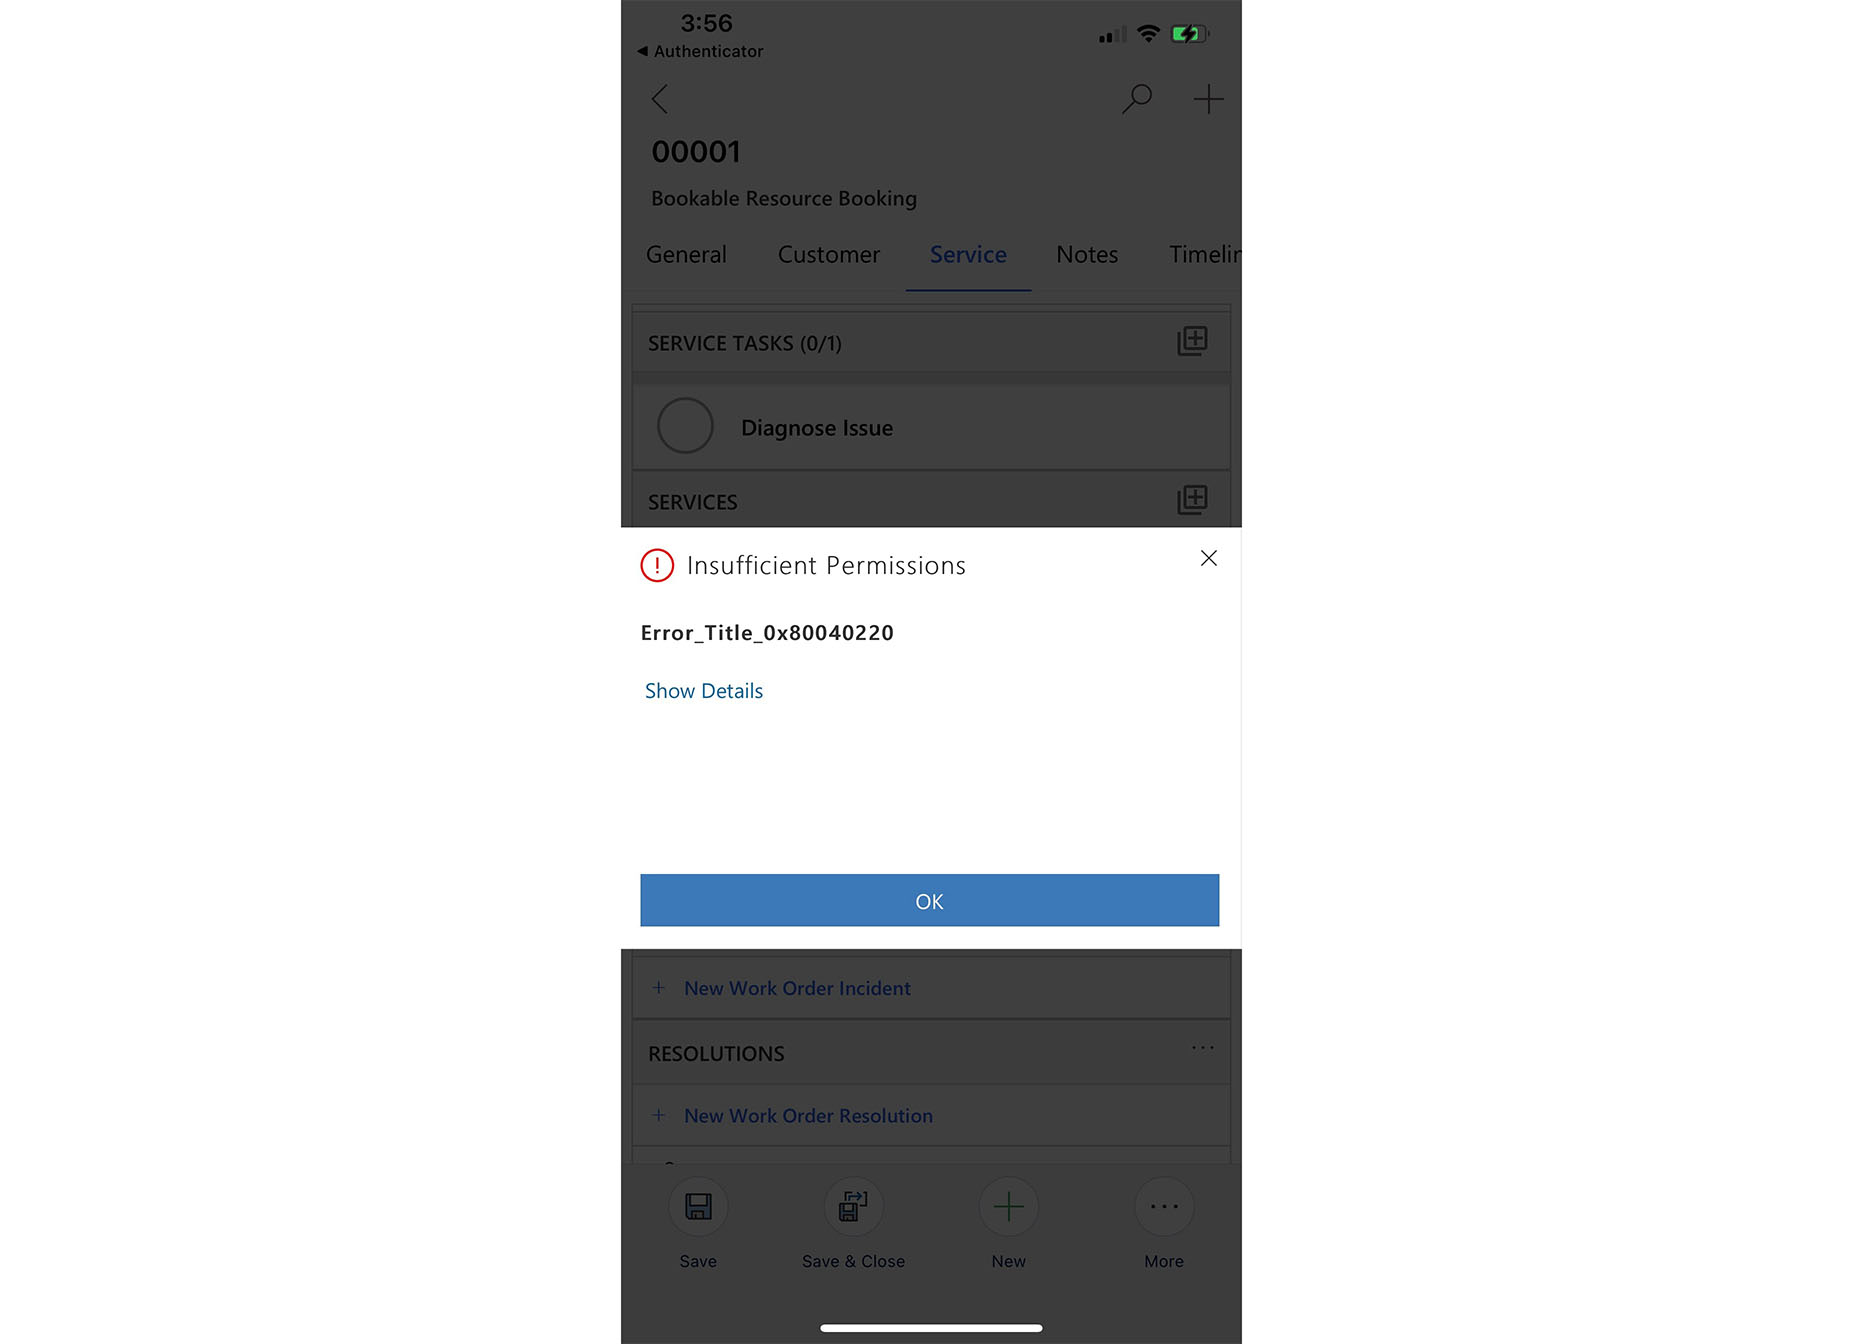 3:56
◀ Authenticator
00001
Bookable Resource Booking
General Customer Service Notes Timelin
SERVICE TASKS (0/1)
Diagnose Issue
SERVICES
Insufficient Permissions
Error_Title_0x80040220
Show Details
OK
+ New Work Order Incident
RESOLUTIONS
+ New Work Order Resolution
Save Save & Close New More